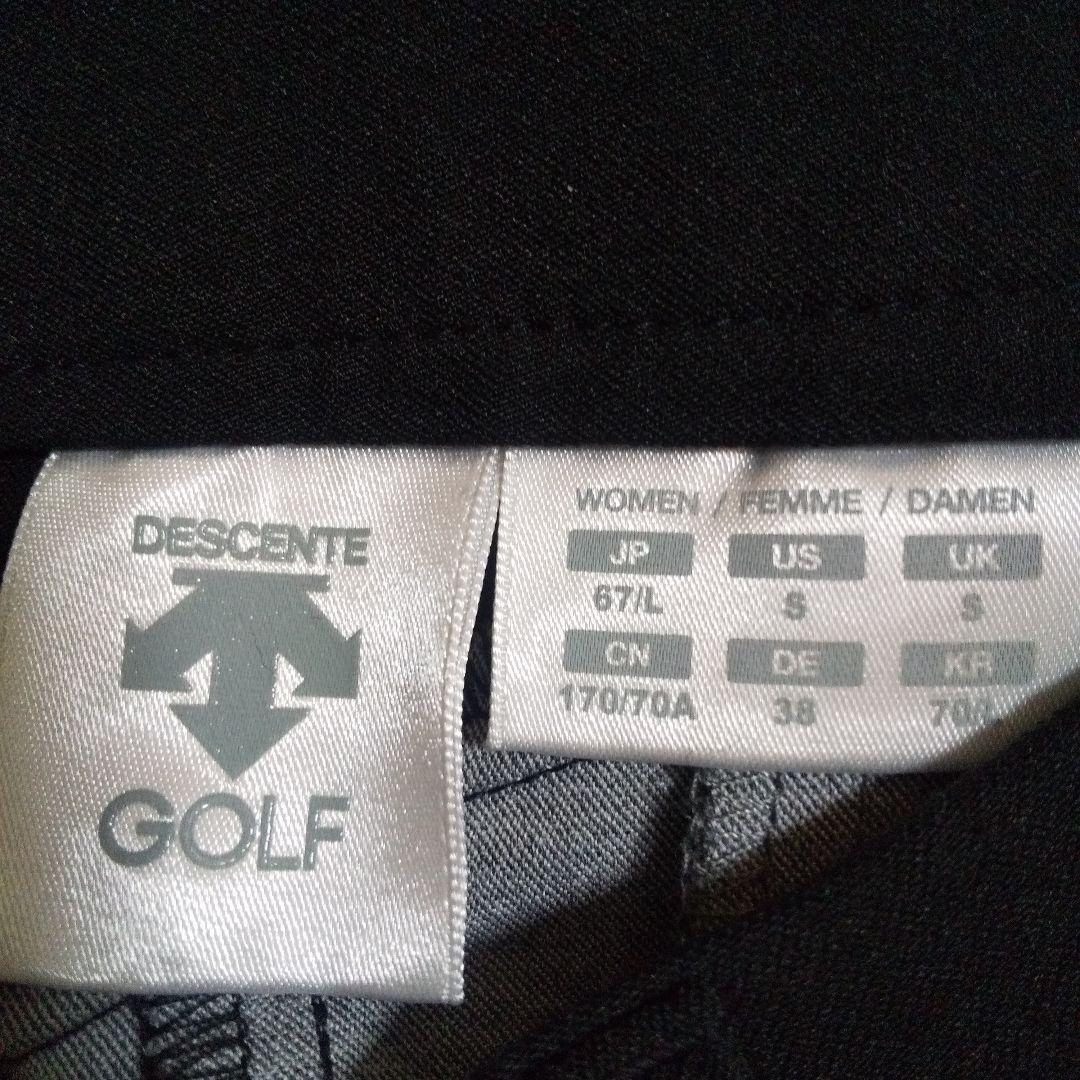 DESCENTE
GOLF
WOMEN / FEMME / DAMEN
JP US UK
67/L S S
CN DE KR
170/70A 38